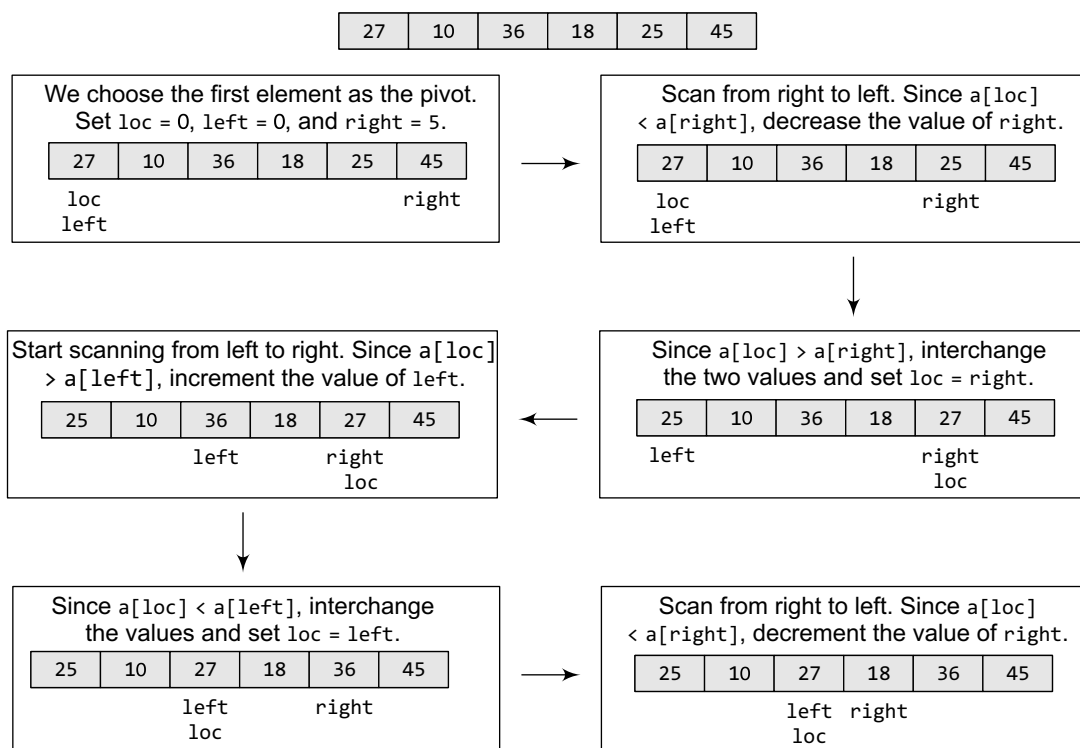 27 10 36 18 25 45
We choose the first element as the pivot.
Set loc = 0, left = 0, and right = 5.
27 10 36 18 25 45
loc right
left
Scan from right to left. Since a[loc]
< a[right], decrease the value of right.
27 10 36 18 25 45
loc right
left
Start scanning from left to right. Since a[loc]
> a[left], increment the value of left.
25 10 36 18 27 45
left right
loc
Since a[loc] > a[right], interchange
the two values and set loc = right.
25 10 36 18 27 45
left right
loc
Since a[loc] < a[left], interchange
the values and set loc = left.
25 10 27 18 36 45
left right
loc
Scan from right to left. Since a[loc]
< a[right], decrement the value of right.
25 10 27 18 36 45
left right
loc